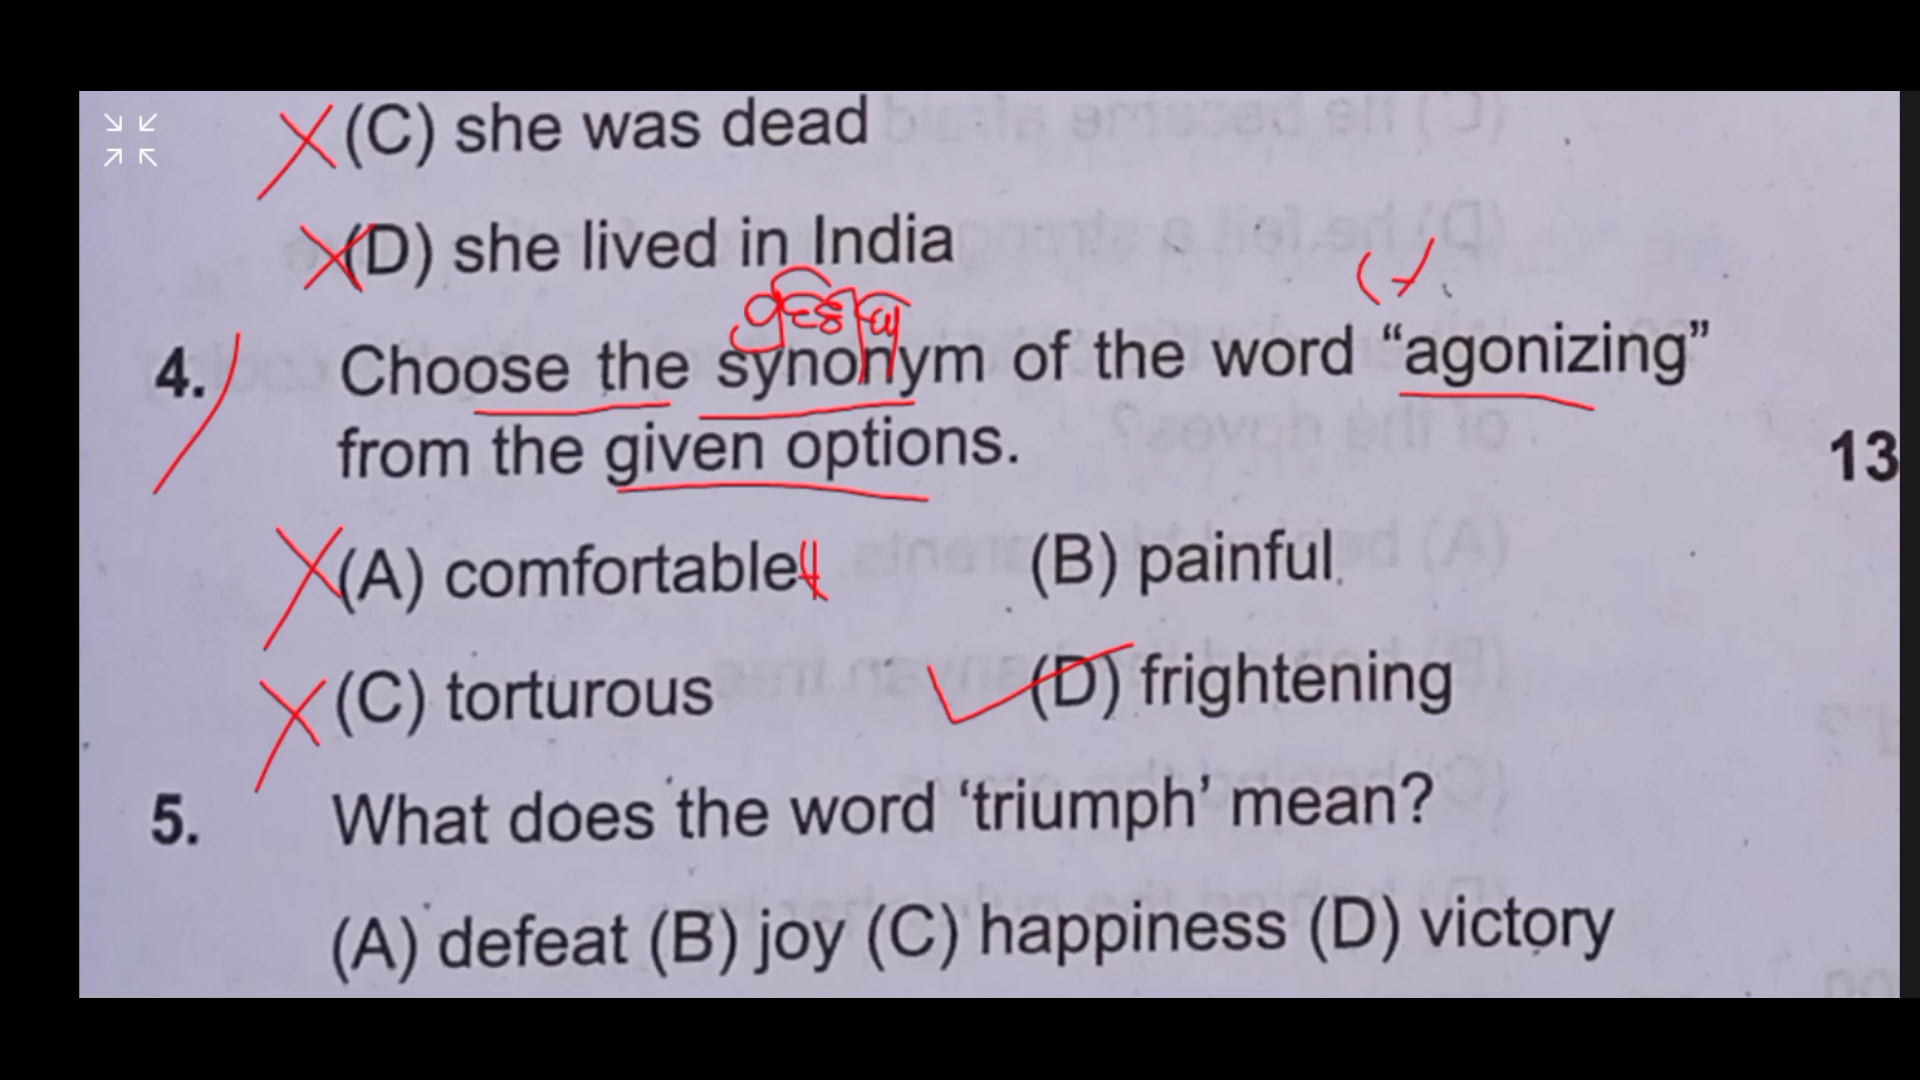 (C) she was dead
(D) she lived in India
4. Choose the synonym of the word “agonizing”
from the given options.
13
(A) comfortable (B) painful
(C) torturous (D) frightening
5. What does the word ‘triumph’ mean?
(A) defeat (B) joy (C) happiness (D) victory